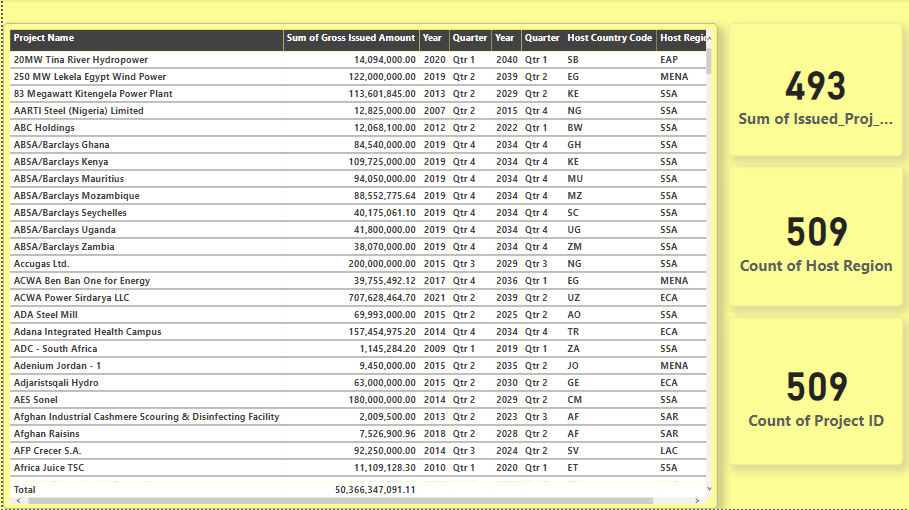 Project Name Sum of Gross Issued Amount Year Quarter Year Quarter Host Country Code Host Regio
20MW Tina River Hydropower 14,094,000.00 2020 Qtr 1 2040 Qtr 1 SB EAP
250 MW Lekela Egypt Wind Power 122,000,000.00 2019 Qtr 2 2039 Qtr 2 EG MENA
83 Megawatt Kitengela Power Plant 113,601,845.00 2013 Qtr 2 2029 Qtr 2 KE SSA
AARTI Steel (Nigeria) Limited 12,825,000.00 2007 Qtr 2 2015 Qtr 4 NG SSA
ABC Holdings 12,068,100.00 2012 Qtr 2 2022 Qtr 1 BW SSA
ABSA/Barclays Ghana 84,540,000.00 2019 Qtr 4 2034 Qtr 4 GH SSA
ABSA/Barclays Kenya 109,725,000.00 2019 Qtr 4 2034 Qtr 4 KE SSA
ABSA/Barclays Mauritius 94,050,000.00 2019 Qtr 4 2034 Qtr 4 MU SSA
ABSA/Barclays Mozambique 88,552,775.64 2019 Qtr 4 2034 Qtr 4 MZ SSA
ABSA/Barclays Seychelles 40,175,061.10 2019 Qtr 4 2034 Qtr 4 SC SSA
ABSA/Barclays Uganda 41,800,000.00 2019 Qtr 4 2034 Qtr 4 UG SSA
ABSA/Barclays Zambia 38,070,000.00 2019 Qtr 4 2034 Qtr 4 ZM SSA
Accugas Ltd. 200,000,000.00 2015 Qtr 3 2029 Qtr 3 NG SSA
ACWA Ben Ban One for Energy 39,755,492.12 2017 Qtr 4 2036 Qtr 1 EG MENA
ACWA Power Sirdarya LLC 707,628,464.70 2021 Qtr 2 2039 Qtr 2 UZ ECA
ADA Steel Mill 69,993,000.00 2015 Qtr 2 2025 Qtr 2 AO SSA
Adana Integrated Health Campus 157,454,975.20 2014 Qtr 4 2034 Qtr 4 TR ECA
ADC - South Africa 1,145,284.20 2009 Qtr 1 2019 Qtr 1 ZA SSA
Adenium Jordan - 1 9,450,000.00 2015 Qtr 2 2035 Qtr 2 JO MENA
Adjaristsqali Hydro 63,000,000.00 2015 Qtr 2 2030 Qtr 2 GE ECA
AES Sonel 180,000,000.00 2014 Qtr 2 2029 Qtr 2 CM SSA
Afghan Industrial Cashmere Scouring & Disinfecting Facility 2,009,500.00 2013 Qtr 2 2023 Qtr 3 AF SAR
Afghan Raisins 7,526,900.96 2018 Qtr 2 2028 Qtr 2 AF SAR
AFP Crecer S.A. 92,250,000.00 2014 Qtr 3 2024 Qtr 2 SV LAC
Africa Juice TSC 11,109,128.30 2010 Qtr 1 2020 Qtr 1 ET SSA
Total 50,366,347,091.11
493
Sum of Issued_Proj_...
509
Count of Host Region
509
Count of Project ID